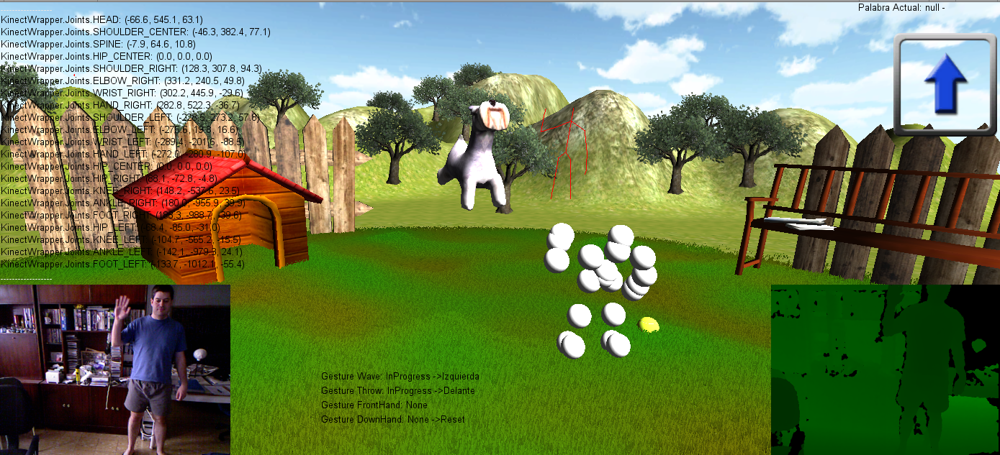 ------------------
KinectWrapper.Joints.HEAD: (-66.6, 545.1, 63.1)
KinectWrapper.Joints.SHOULDER_CENTER: (-46.3, 382.4, 77.1)
KinectWrapper.Joints.SPINE: (-7.9, 64.6, 10.8)
KinectWrapper.Joints.HIP_CENTER: (0.0, 0.0, 0.0)
KinectWrapper.Joints.SHOULDER_RIGHT: (128.3, 307.8, 94.3)
KinectWrapper.Joints.ELBOW_RIGHT: (331.2, 240.5, 49.8)
KinectWrapper.Joints.WRIST_RIGHT: (302.2, 445.9, -29.6)
KinectWrapper.Joints.HAND_RIGHT: (282.8, 522.3, -36.7)
KinectWrapper.Joints.SHOULDER_LEFT: 273.2, 57.8)
KinectWrapper.Joints.ELBOW_LEFT: (-276.6, 19.8, 16.6)
KinectWrapper.Joints.WRIST_LEFT: (-289.4, -201.6, -88.5)
KinectWrapper.Joints.HAND_LEFT: (-272.0, -280.9, -107.0)
KinectWrapper.Joints.HIP_CENTER: (0.0, 0.0, 0.0)
KinectWrapper.Joints.HIP_RIGHT: (88.1, -72.8, -4.8)
KinectWrapper.Joints.KNEE_RIGHT: (148.2, -537.6, 23.5)
KinectWrapper.Joints.ANKLE_RIGHT: -955.9, 39.9)
KinectWrapper.Joints.FOOT_RIGHT: -988.7, -39.6)
KinectWrapper.Joints.HIP_LEFT: (-68.4, -85.0, -31.0)
KinectWrapper.Joints.KNEE_LEFT: (-104.7, -555.2, -15.5)
KinectWrapper.Joints.ANKLE_LEFT: (-142.1, -979.3, 24.1)
KinectWrapper.Joints.FOOT_LEFT: (-133.7, -1012.1, -55.4)
------------------
Palabra Actual: null -
Gesture Wave: InProgress ->Izquierda
Gesture Throw: InProgress ->Delante
Gesture FrontHand: None
Gesture DownHand: None ->Reset